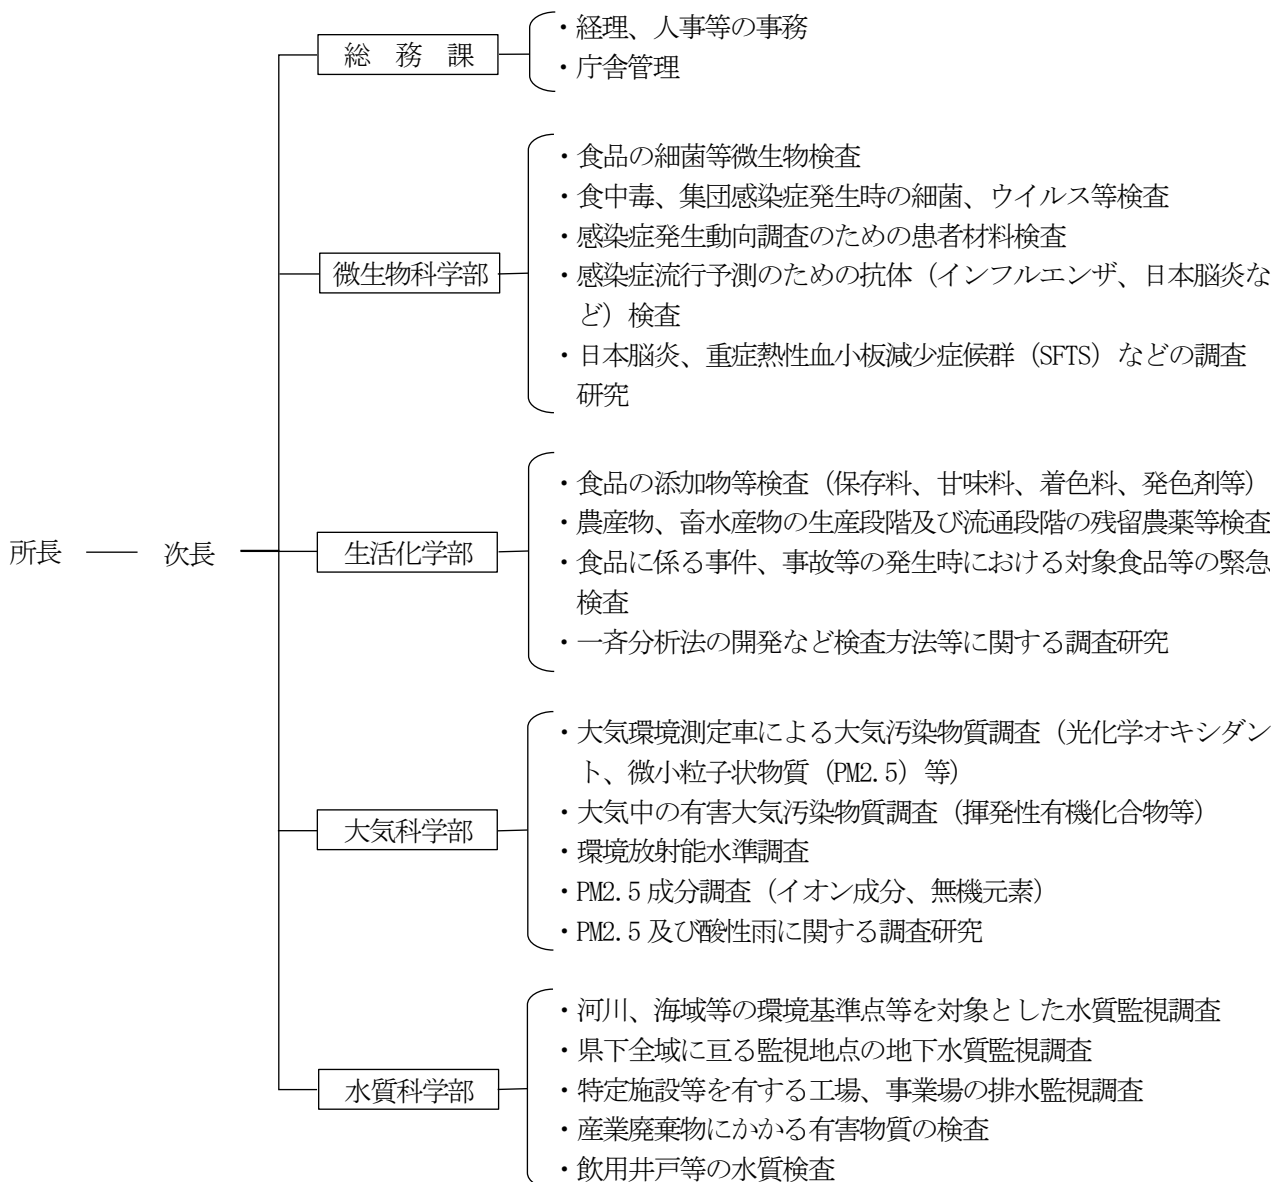 総務課
・経理、人事等の事務
・庁舎管理
微生物科学部
・食品の細菌等微生物検査
・食中毒、集団感染症発生時の細菌、ウイルス等検査
・感染症発生動向調査のための患者材料検査
・感染症流行予測のための抗体（インフルエンザ、日本脳炎な
ど）検査
・日本脳炎、重症熱性血小板減少症候群（SFTS）などの調査
研究
所長
次長
生活化学部
・食品の添加物等検査（保存料、甘味料、着色料、発色剤等）
・農産物、畜水産物の生産段階及び流通段階の残留農薬等検査
・食品に係る事件、事故等の発生時における対象食品等の緊急
検査
・一斉分析法の開発など検査方法等に関する調査研究
大気科学部
・大気環境測定車による大気汚染物質調査（光化学オキシダン
ト、微小粒子状物質（PM2.5）等）
・大気中の有害大気汚染物質調査（揮発性有機化合物等）
・環境放射能水準調査
・PM2.5 成分調査（イオン成分、無機元素）
・PM2.5 及び酸性雨に関する調査研究
水質科学部
・河川、海域等の環境基準点等を対象とした水質監視調査
・県下全域に亘る監視地点の地下水質監視調査
・特定施設等を有する工場、事業場の排水監視調査
・産業廃棄物にかかる有害物質の検査
・飲用井戸等の水質検査